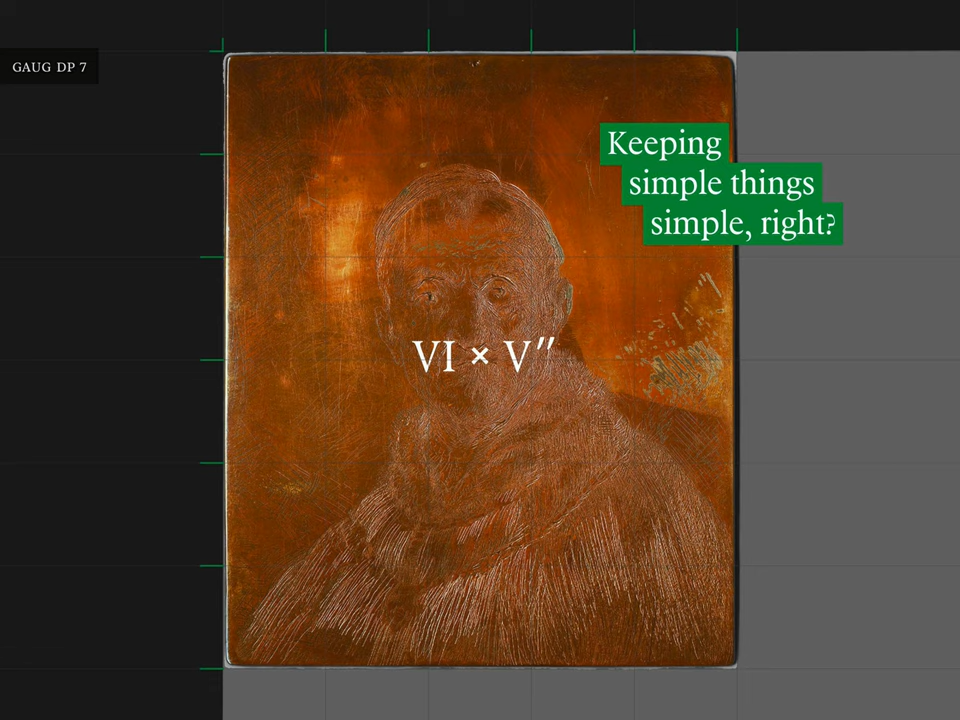 GAUG DP 7
Keeping
simple things
simple, right?
VI × V″